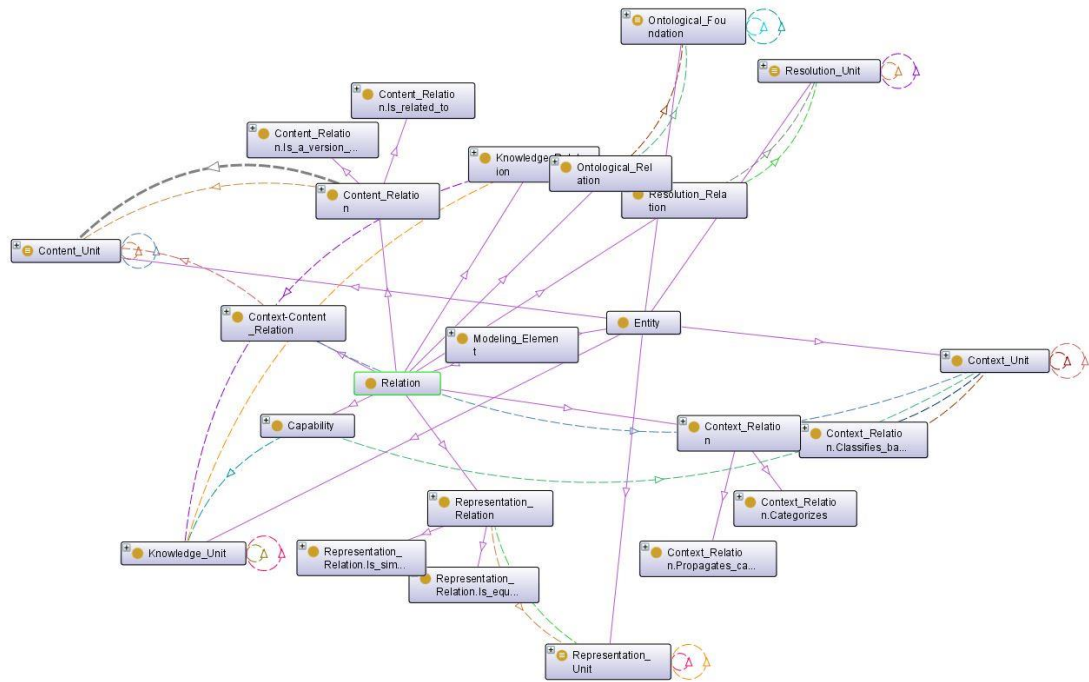 Ontological_Fou
ndation
Resolution_Unit
Content_Relatio
n.Is_related_to
Content_Relatio
n.Is_a_version_...
Knowledge_Relat
ion
Ontological_Rel
ation
Content_Relatio
n
Resolution_Rela
tion
Content_Unit
Context-Content
_Relation
Entity
Modeling_Elemen
t
Context_Unit
Relation
Capability
Context_Relatio
n
Context_Relatio
n.Classifies_ba...
Representation_
Relation
Context_Relatio
n.Categorizes
Knowledge_Unit
Representation_
Relation.Is_sim...
Context_Relatio
n.Propagates_ca...
Representation_
Relation.Is_equ...
Representation_
Unit